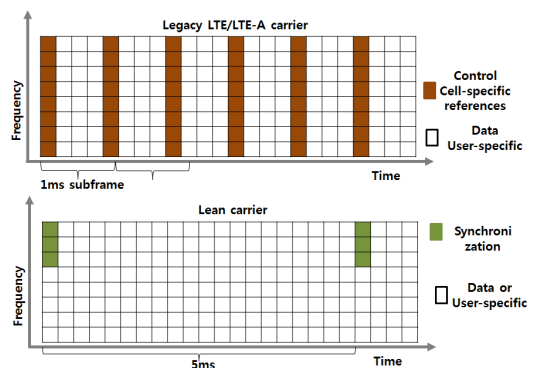 Legacy LTE/LTE-A carrier
Frequency
Control
Cell-specific
references
Data
User-specific
1ms subframe
Time
Lean carrier
Frequency
Synchroni
zation
Data or
User-specific
5ms
Time